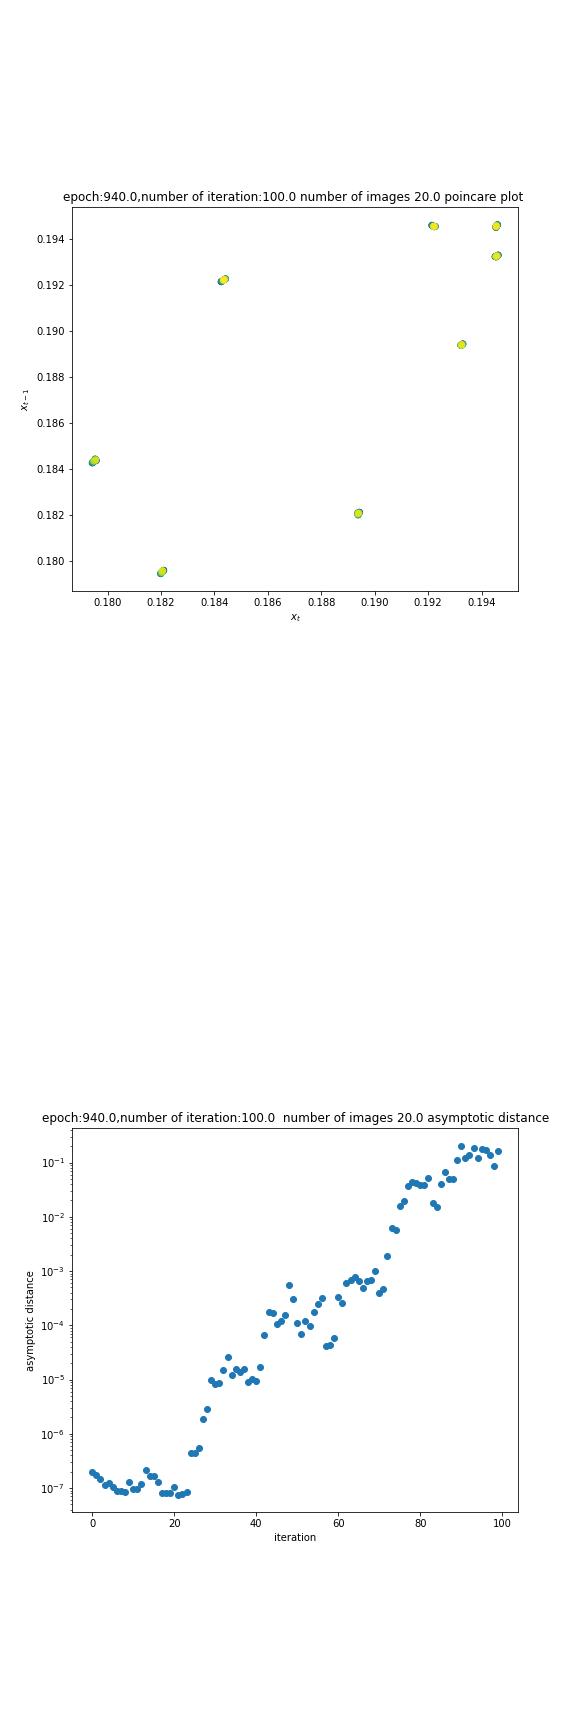 epoch:940.0,number of iteration:100.0 number of images 20.0 poincare plot
0.194
0.192
0.190
0.188
0.186
0.184
0.182
0.180
x_{t-1}
0.180 0.182 0.184 0.186 0.188 0.190 0.192 0.194
x_t
epoch:940.0,number of iteration:100.0  number of images 20.0 asymptotic distance
10^{-1}
10^{-2}
10^{-3}
10^{-4}
10^{-5}
10^{-6}
10^{-7}
asymptotic distance
0 20 40 60 80 100
iteration